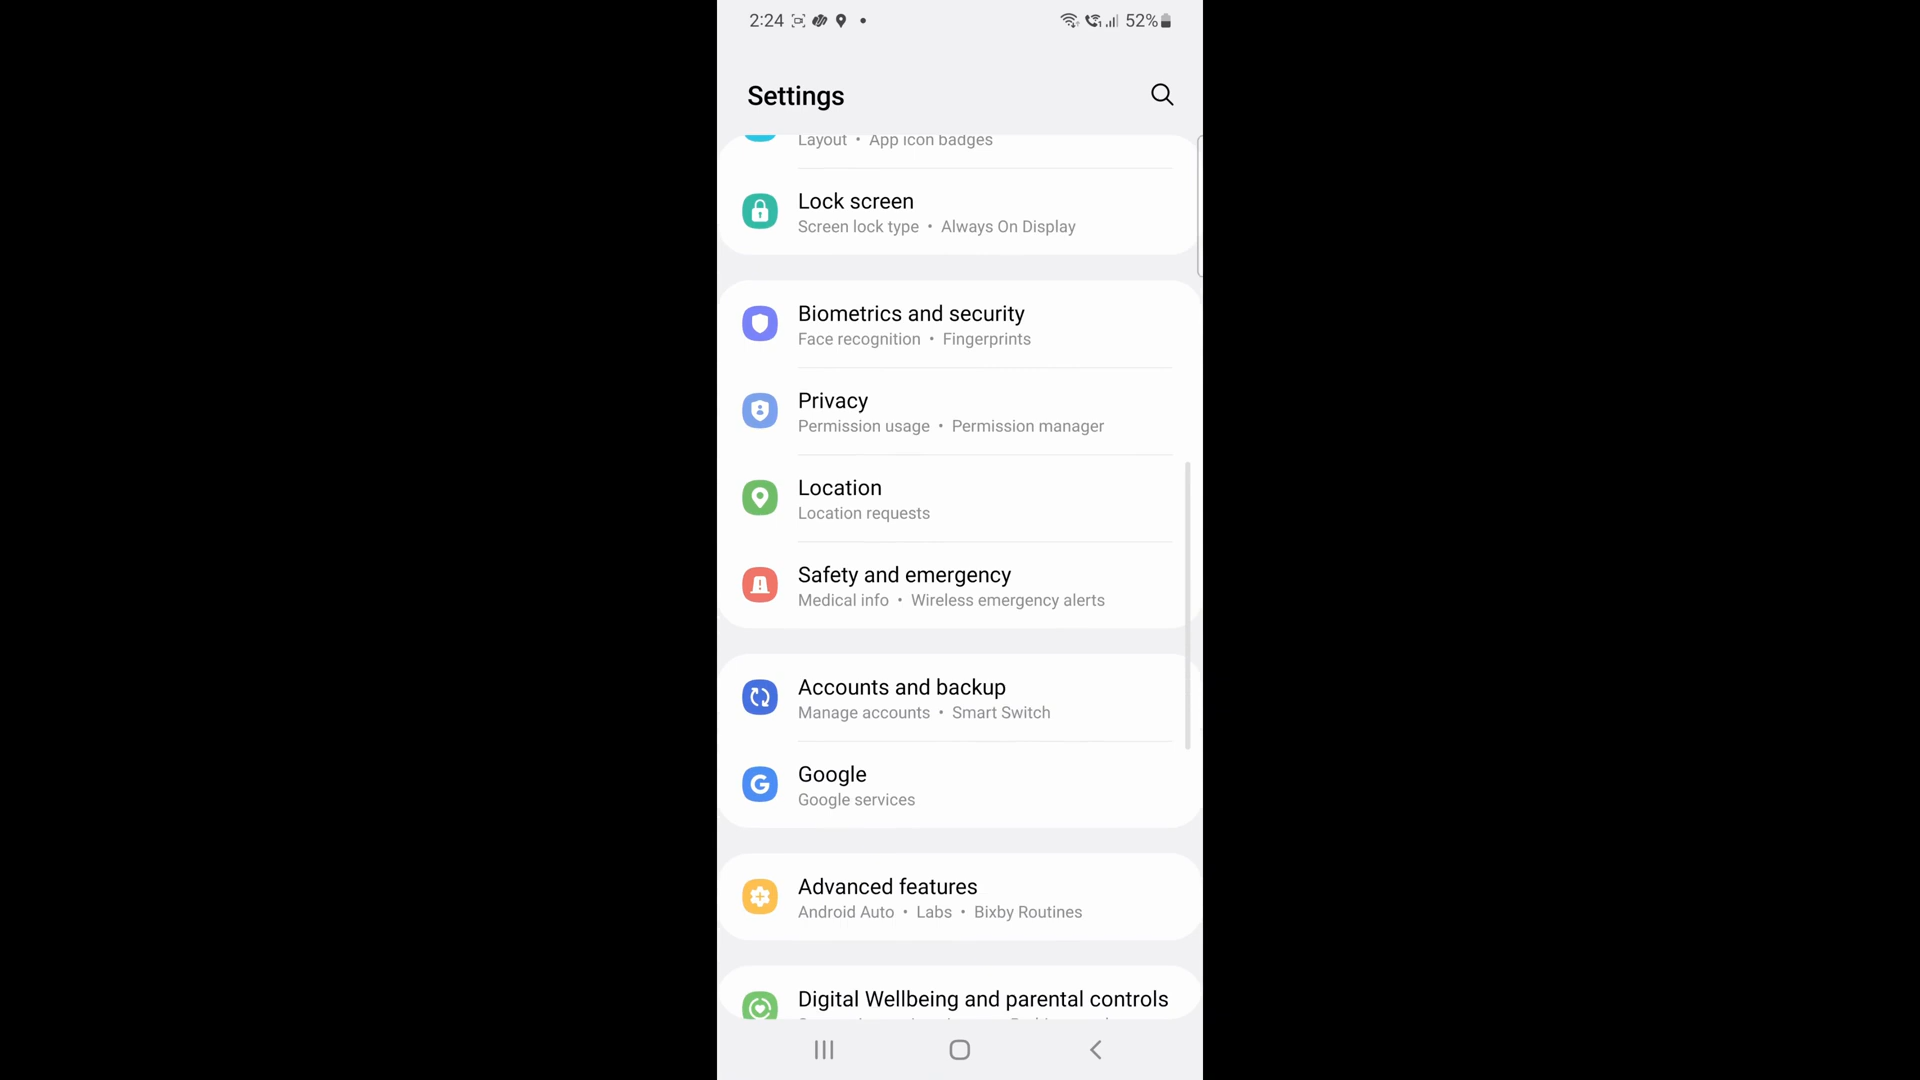 2:24 52%
Settings
Layout • App icon badges
Lock screen
Screen lock type • Always On Display
Biometrics and security
Face recognition • Fingerprints
Privacy
Permission usage • Permission manager
Location
Location requests
Safety and emergency
Medical info • Wireless emergency alerts
Accounts and backup
Manage accounts • Smart Switch
Google
Google services
Advanced features
Android Auto • Labs • Bixby Routines
Digital Wellbeing and parental controls